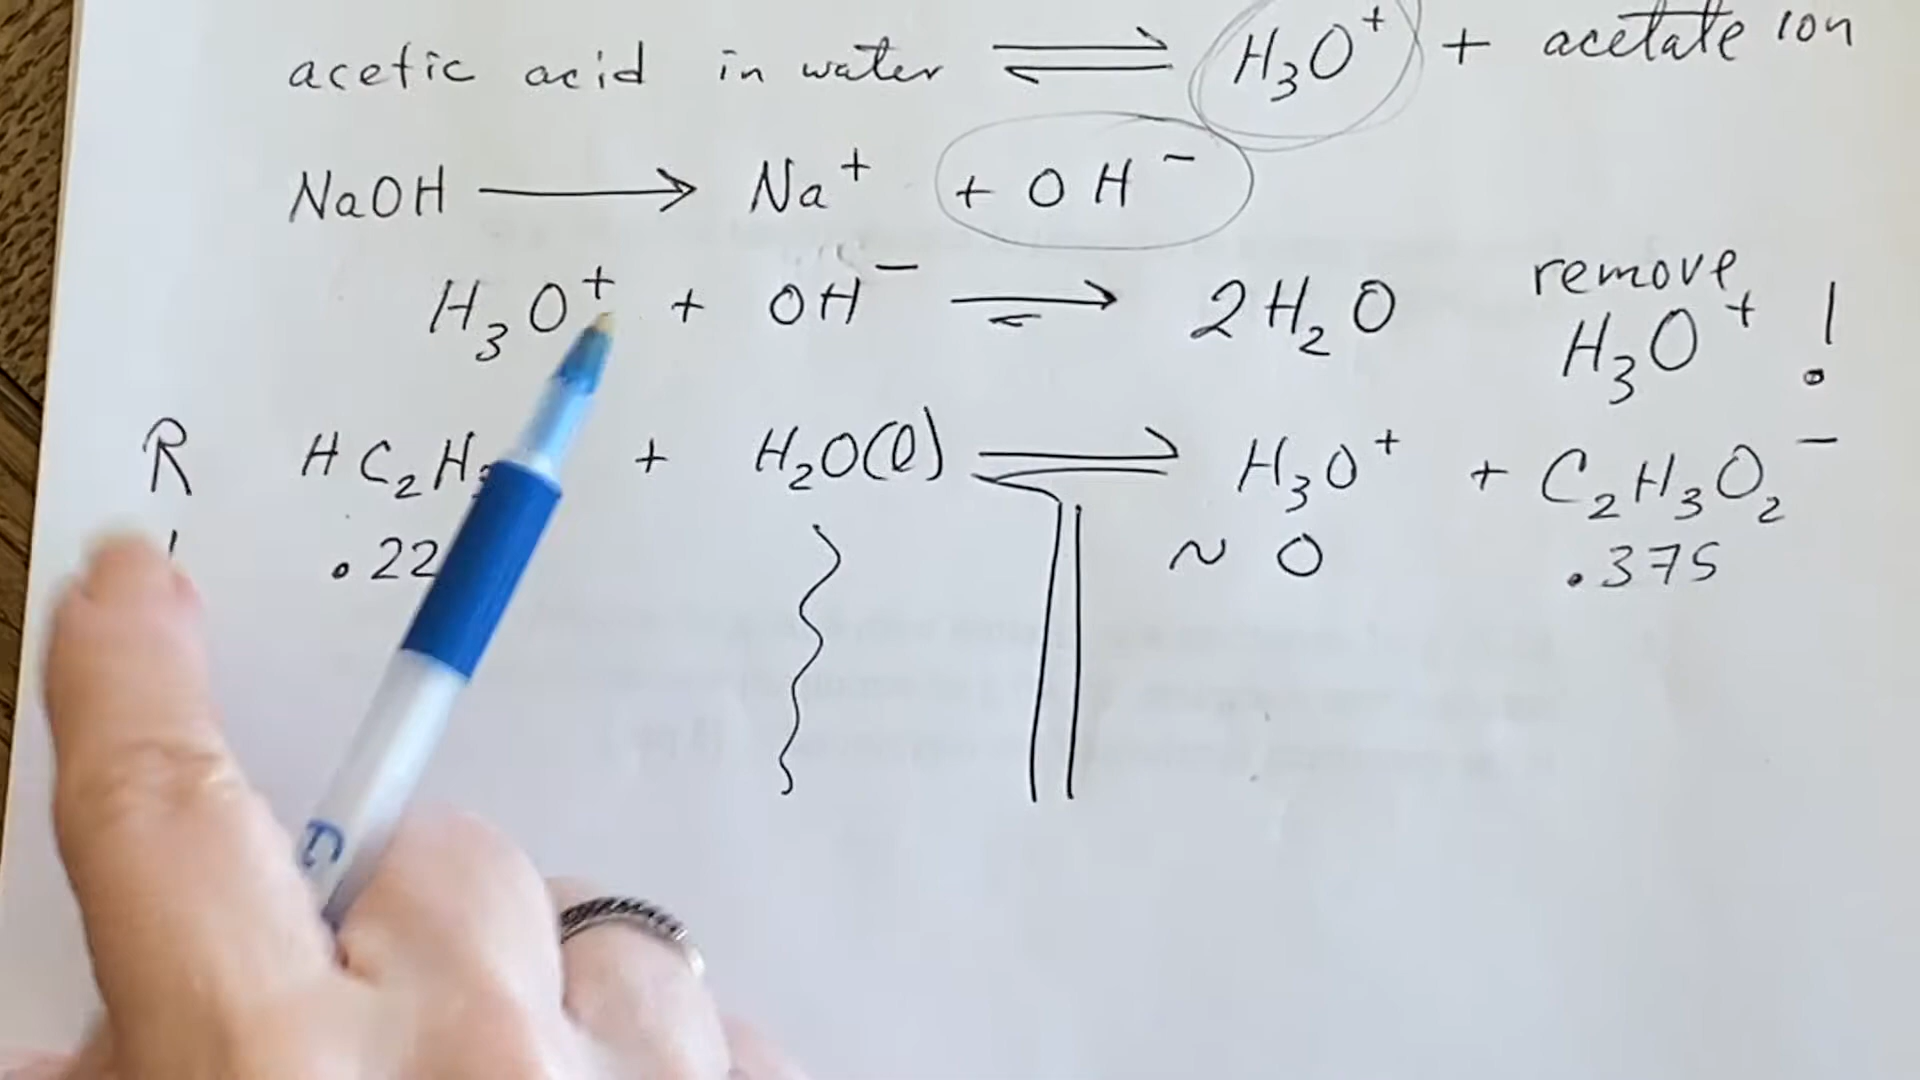 acetic acid in water ⇌ H₃O⁺ + acetate ion
NaOH ⟶ Na⁺ + OH⁻
H₃O⁺ + OH⁻ ⇌ 2H₂O remove H₃O⁺ !
R HC₂H₃ + H₂O(l) ⇌ H₃O⁺ + C₂H₃O₂⁻
.22 ~ 0 .375